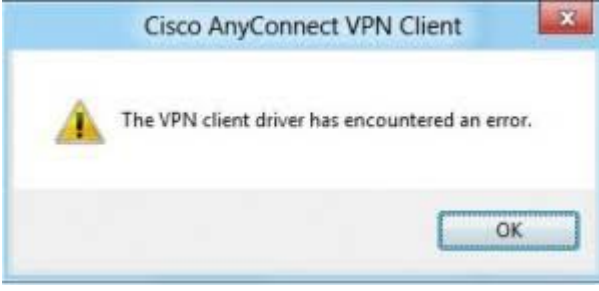 Cisco AnyConnect VPN Client
The VPN client driver has encountered an error.
OK